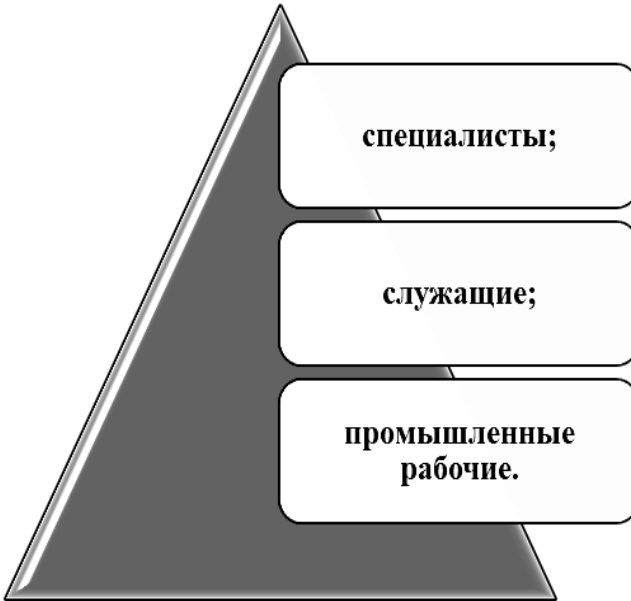 специалисты;
служащие;
промышленные
рабочие.